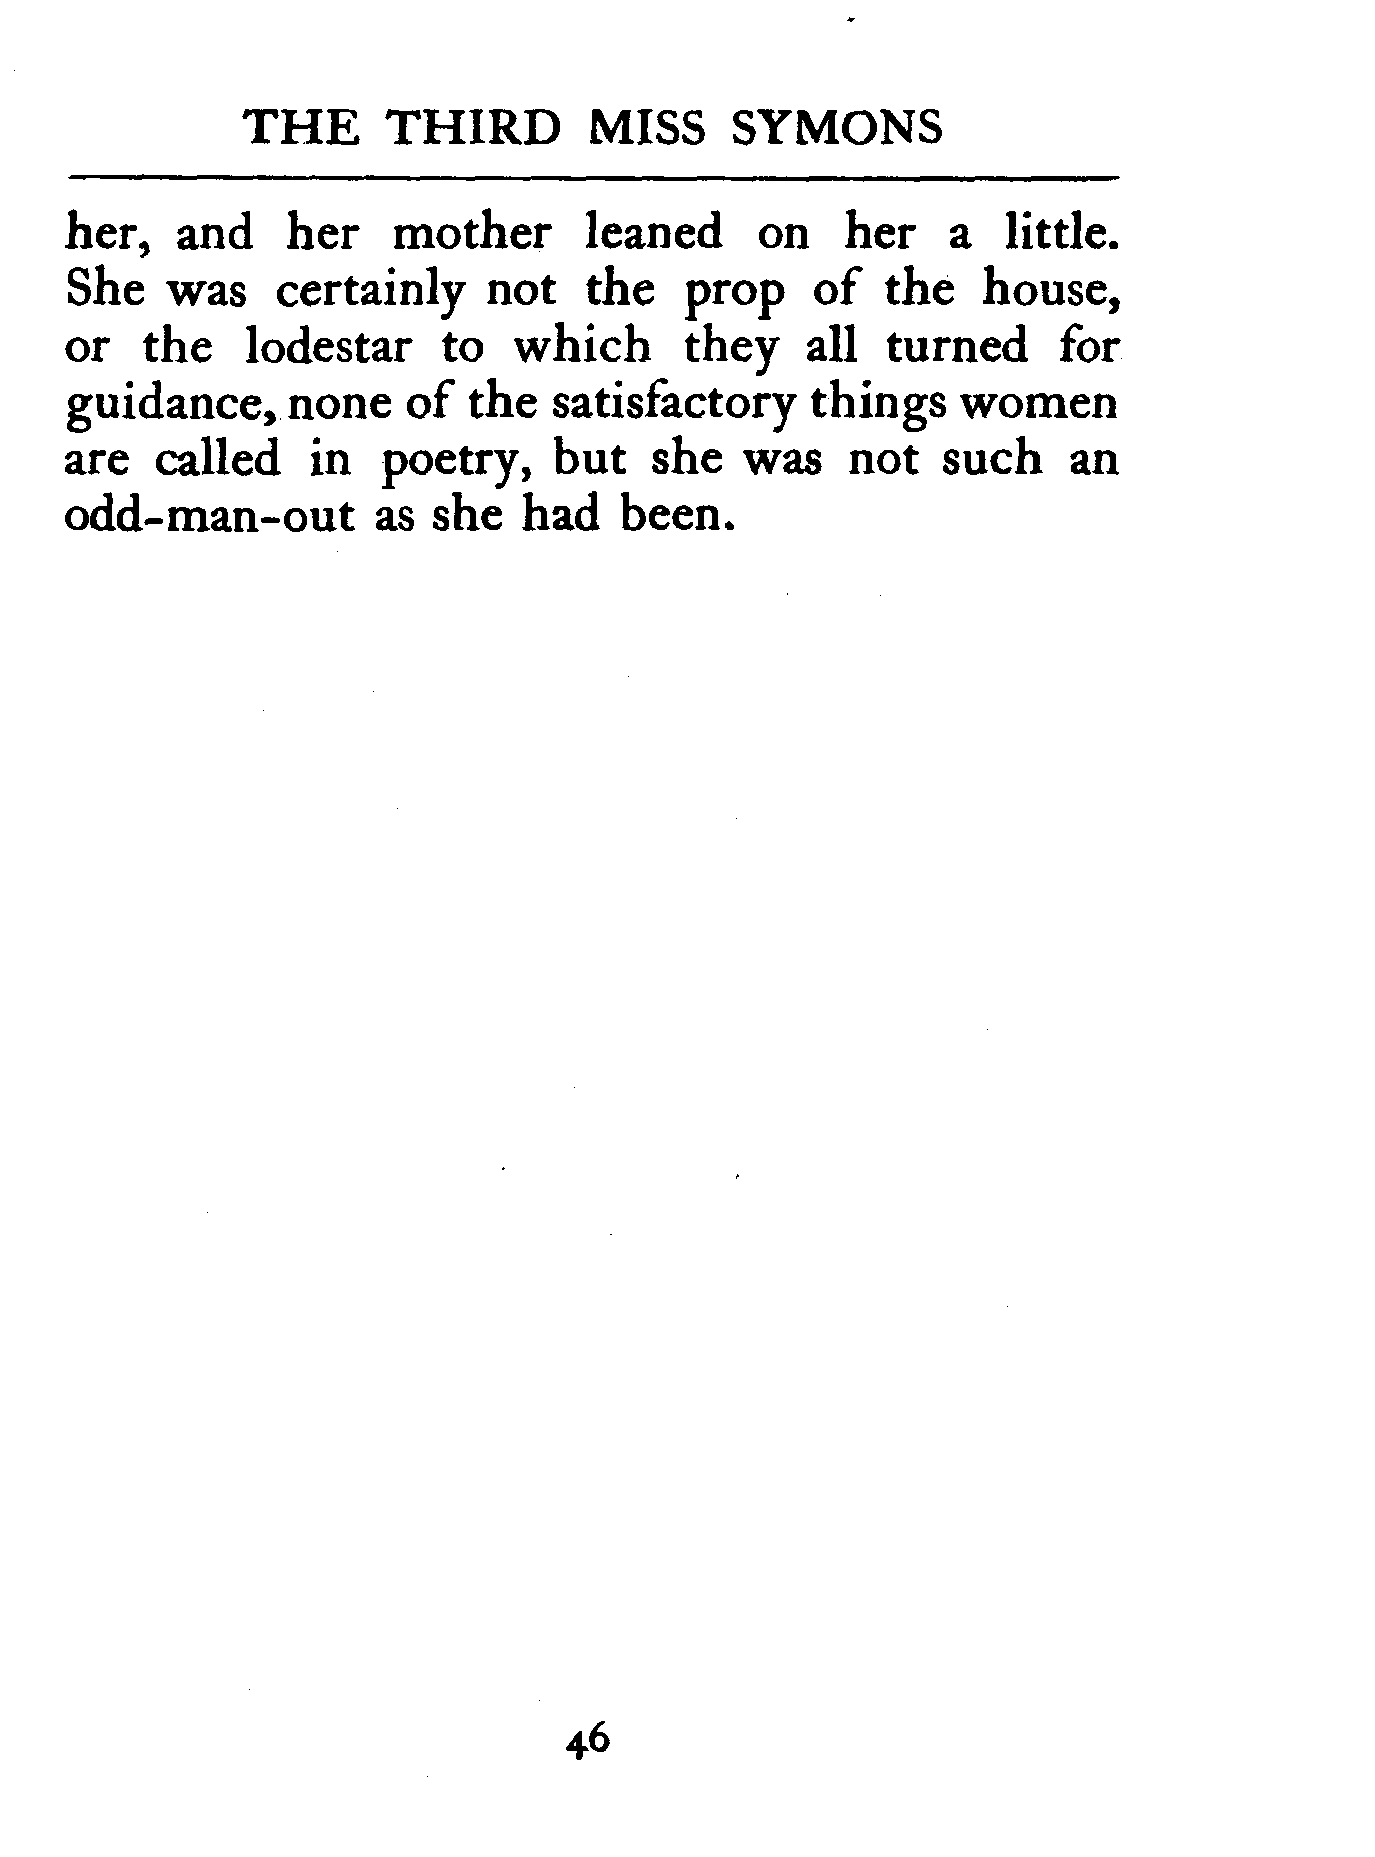 THE THIRD MISS SYMONS
her, and her mother leaned on her a little.
She was certainly not the prop of the house,
or the lodestar to which they all turned for
guidance, none of the satisfactory things women
are called in poetry, but she was not such an
odd-man-out as she had been.
46